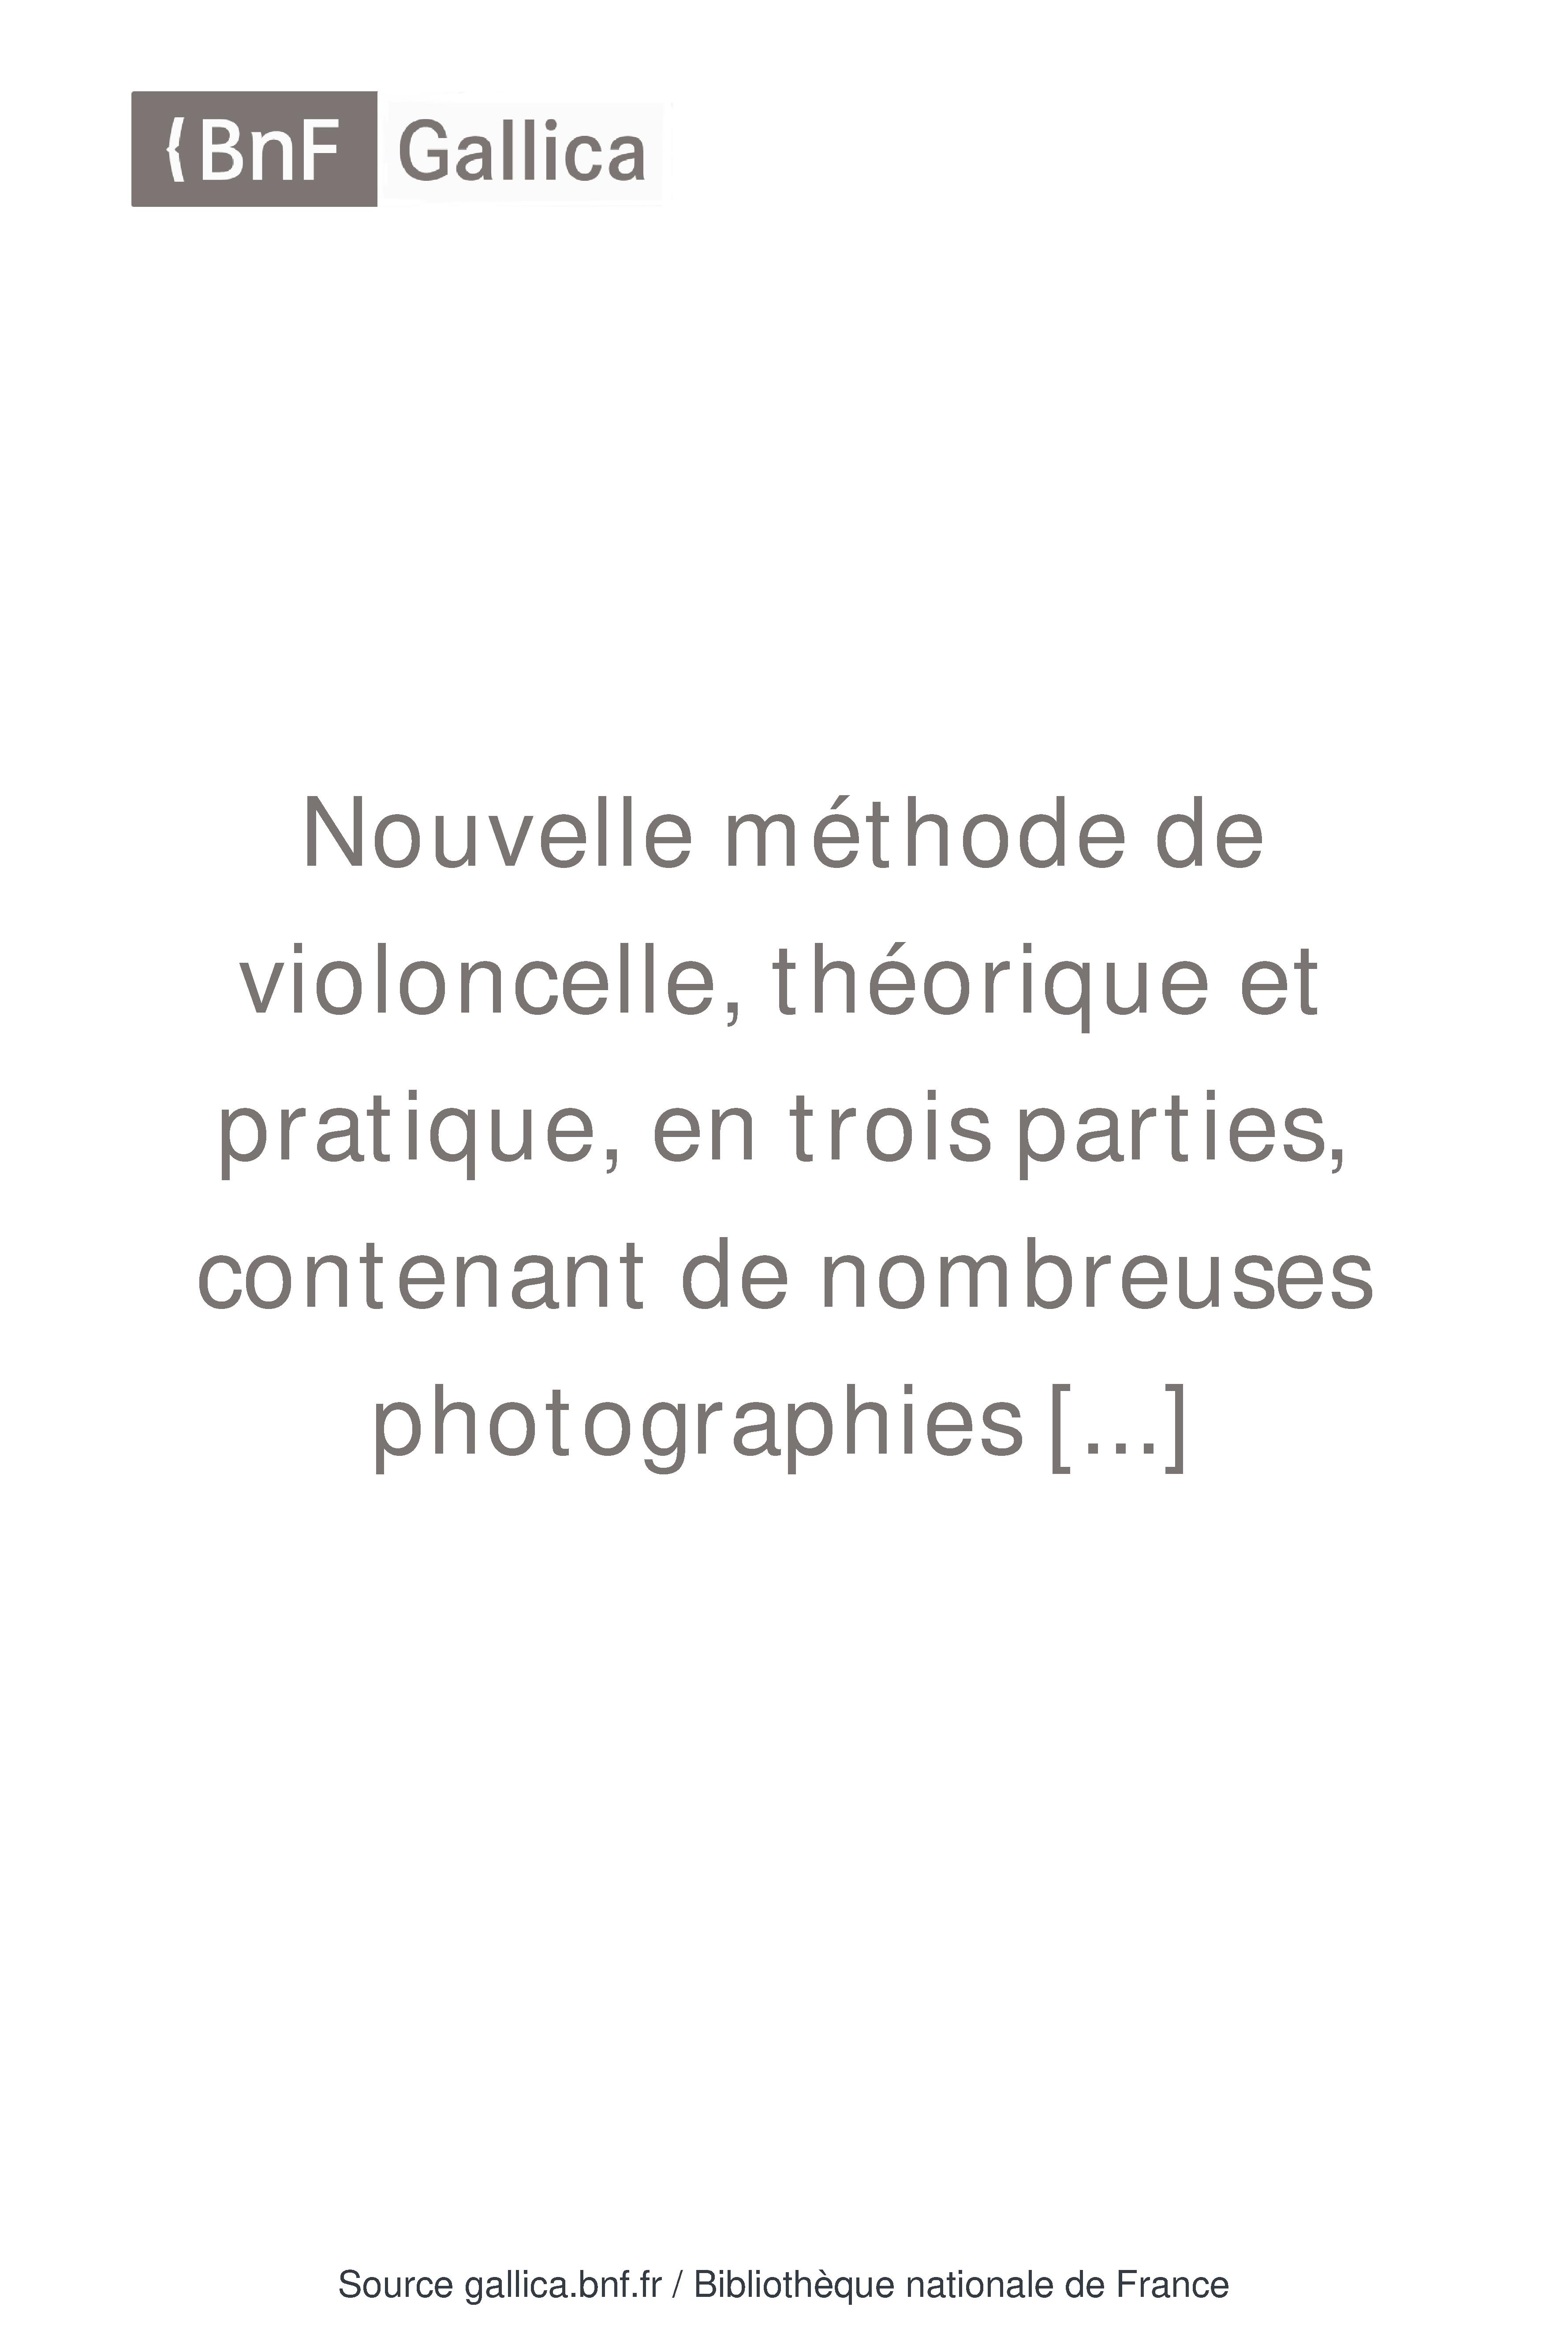 {BnF Gallica
Nouvelle méthode de
violoncelle, théorique et
pratique, en trois parties,
contenant de nombreuses
photographies [...]
Source gallica.bnf.fr / Bibliothèque nationale de France